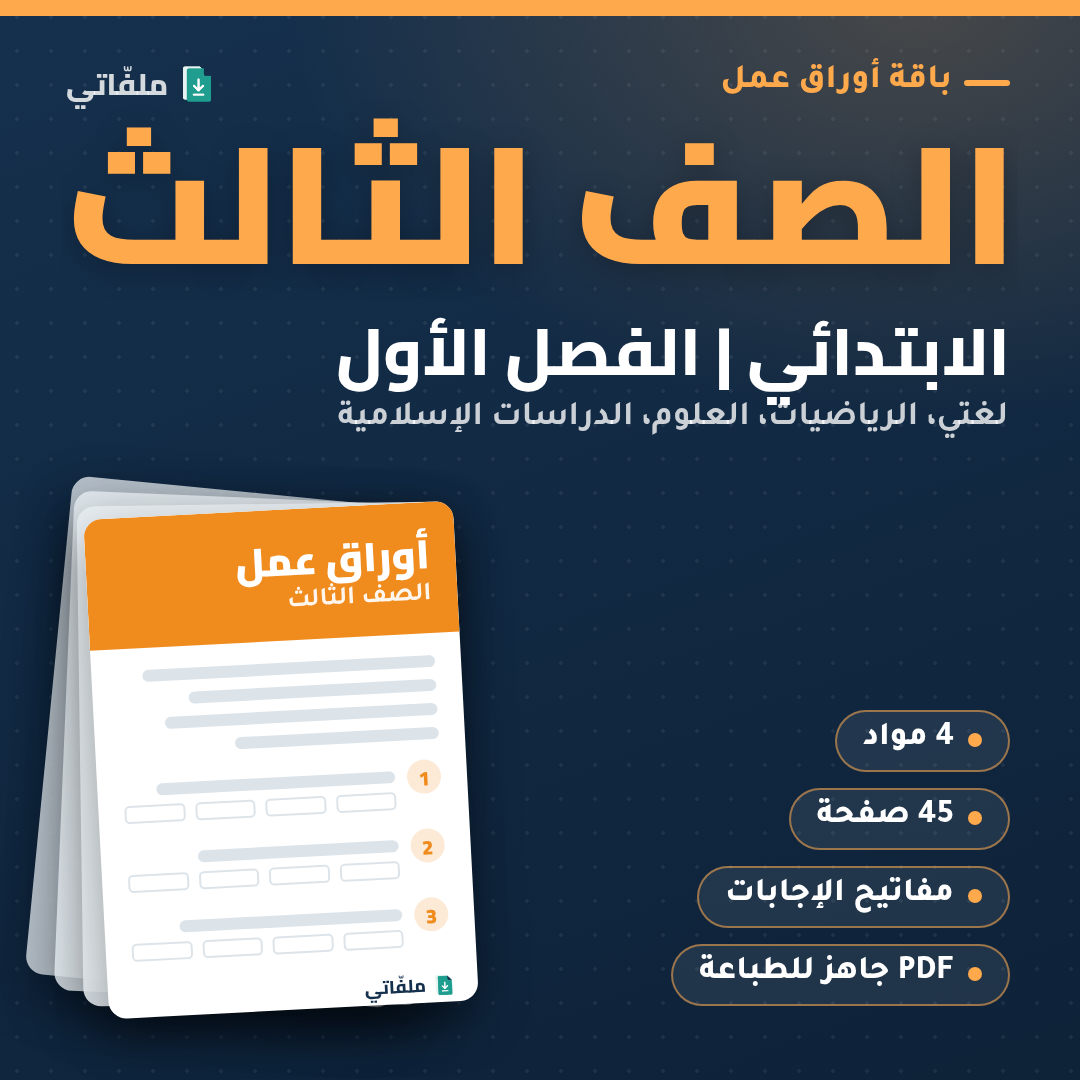 باقة أوراق عمل
ملفّاتي
الصف الثالث
الابتدائي | الفصل الأول
لغتي، الرياضيات، العلوم، الدراسات الإسلامية
أوراق عمل
الصف الثالث
1
2
3
ملفّاتي
4 مواد
45 صفحة
مفاتيح الإجابات
PDF جاهز للطباعة